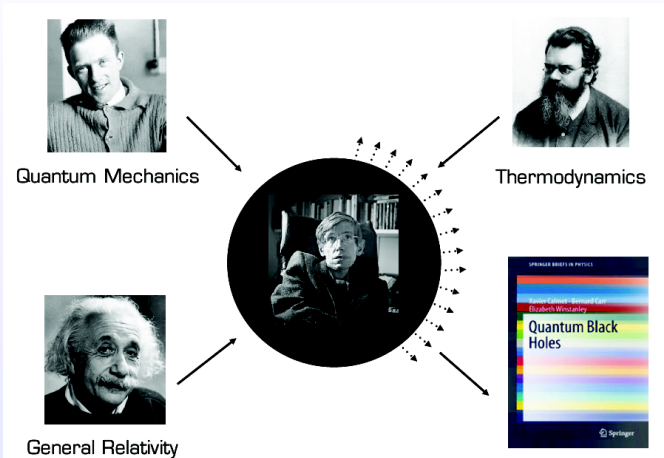 Quantum Mechanics
Thermodynamics
SPRINGER BRIEFS IN PHYSICS
Xavier Calmet · Bernard Carr
Elizabeth Winstanley
Quantum Black
Holes
Springer
General Relativity